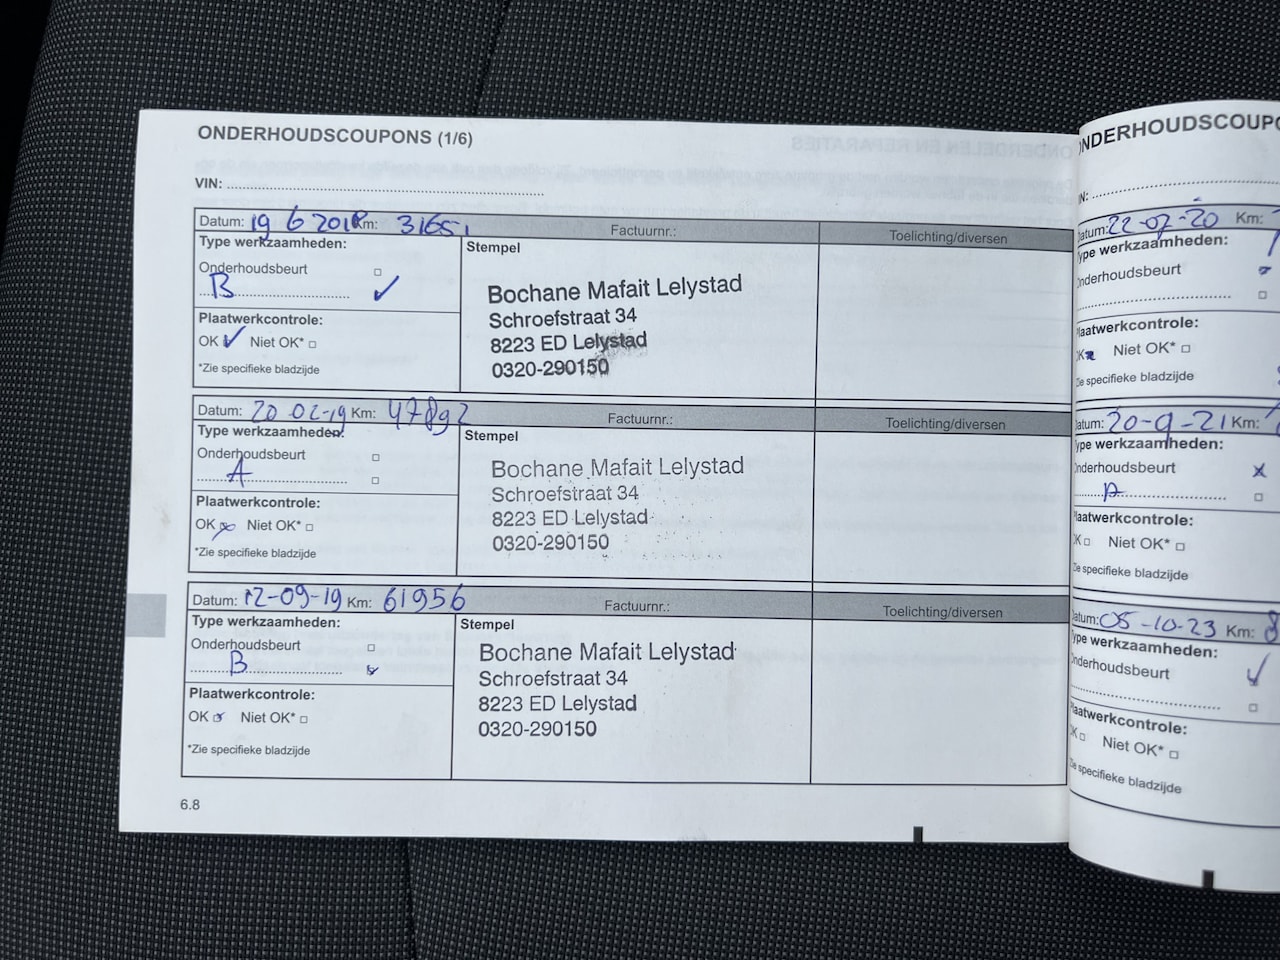 ONDERHOUDSCOUPONS (1/6)
VIN:
Datum: 19 6 2018 Km: 31651 Factuurnr.: Toelichting/diversen
Type werkzaamheden:
Stempel
Onderhoudsbeurt
B
Plaatwerkcontrole:
OK Niet OK*
*Zie specifieke bladzijde
Bochane Mafait Lelystad
Schroefstraat 34
8223 ED Lelystad
0320-290150
Datum: 20 02-19 Km: 47892 Factuurnr.: Toelichting/diversen
Type werkzaamheden:
Stempel
Onderhoudsbeurt
A
Plaatwerkcontrole:
OK Niet OK*
*Zie specifieke bladzijde
Bochane Mafait Lelystad
Schroefstraat 34
8223 ED Lelystad
0320-290150
Datum: 12-09-19 Km: 61956 Factuurnr.: Toelichting/diversen
Type werkzaamheden:
Stempel
Onderhoudsbeurt
B
Plaatwerkcontrole:
OK Niet OK*
*Zie specifieke bladzijde
Bochane Mafait Lelystad
Schroefstraat 34
8223 ED Lelystad
0320-290150
6.8
NDERHOUDSCOUPO
N:
atum: 22-07-20 Km:
ype werkzaamheden:
nderhoudsbeurt
laatwerkcontrole:
K Niet OK*
ie specifieke bladzijde
atum: 20-9-21 Km:
ype werkzaamheden:
nderhoudsbeurt
A
laatwerkcontrole:
K Niet OK*
ie specifieke bladzijde
atum: 05-10-23 Km: 8
ype werkzaamheden:
nderhoudsbeurt
laatwerkcontrole:
K Niet OK*
ie specifieke bladzijde